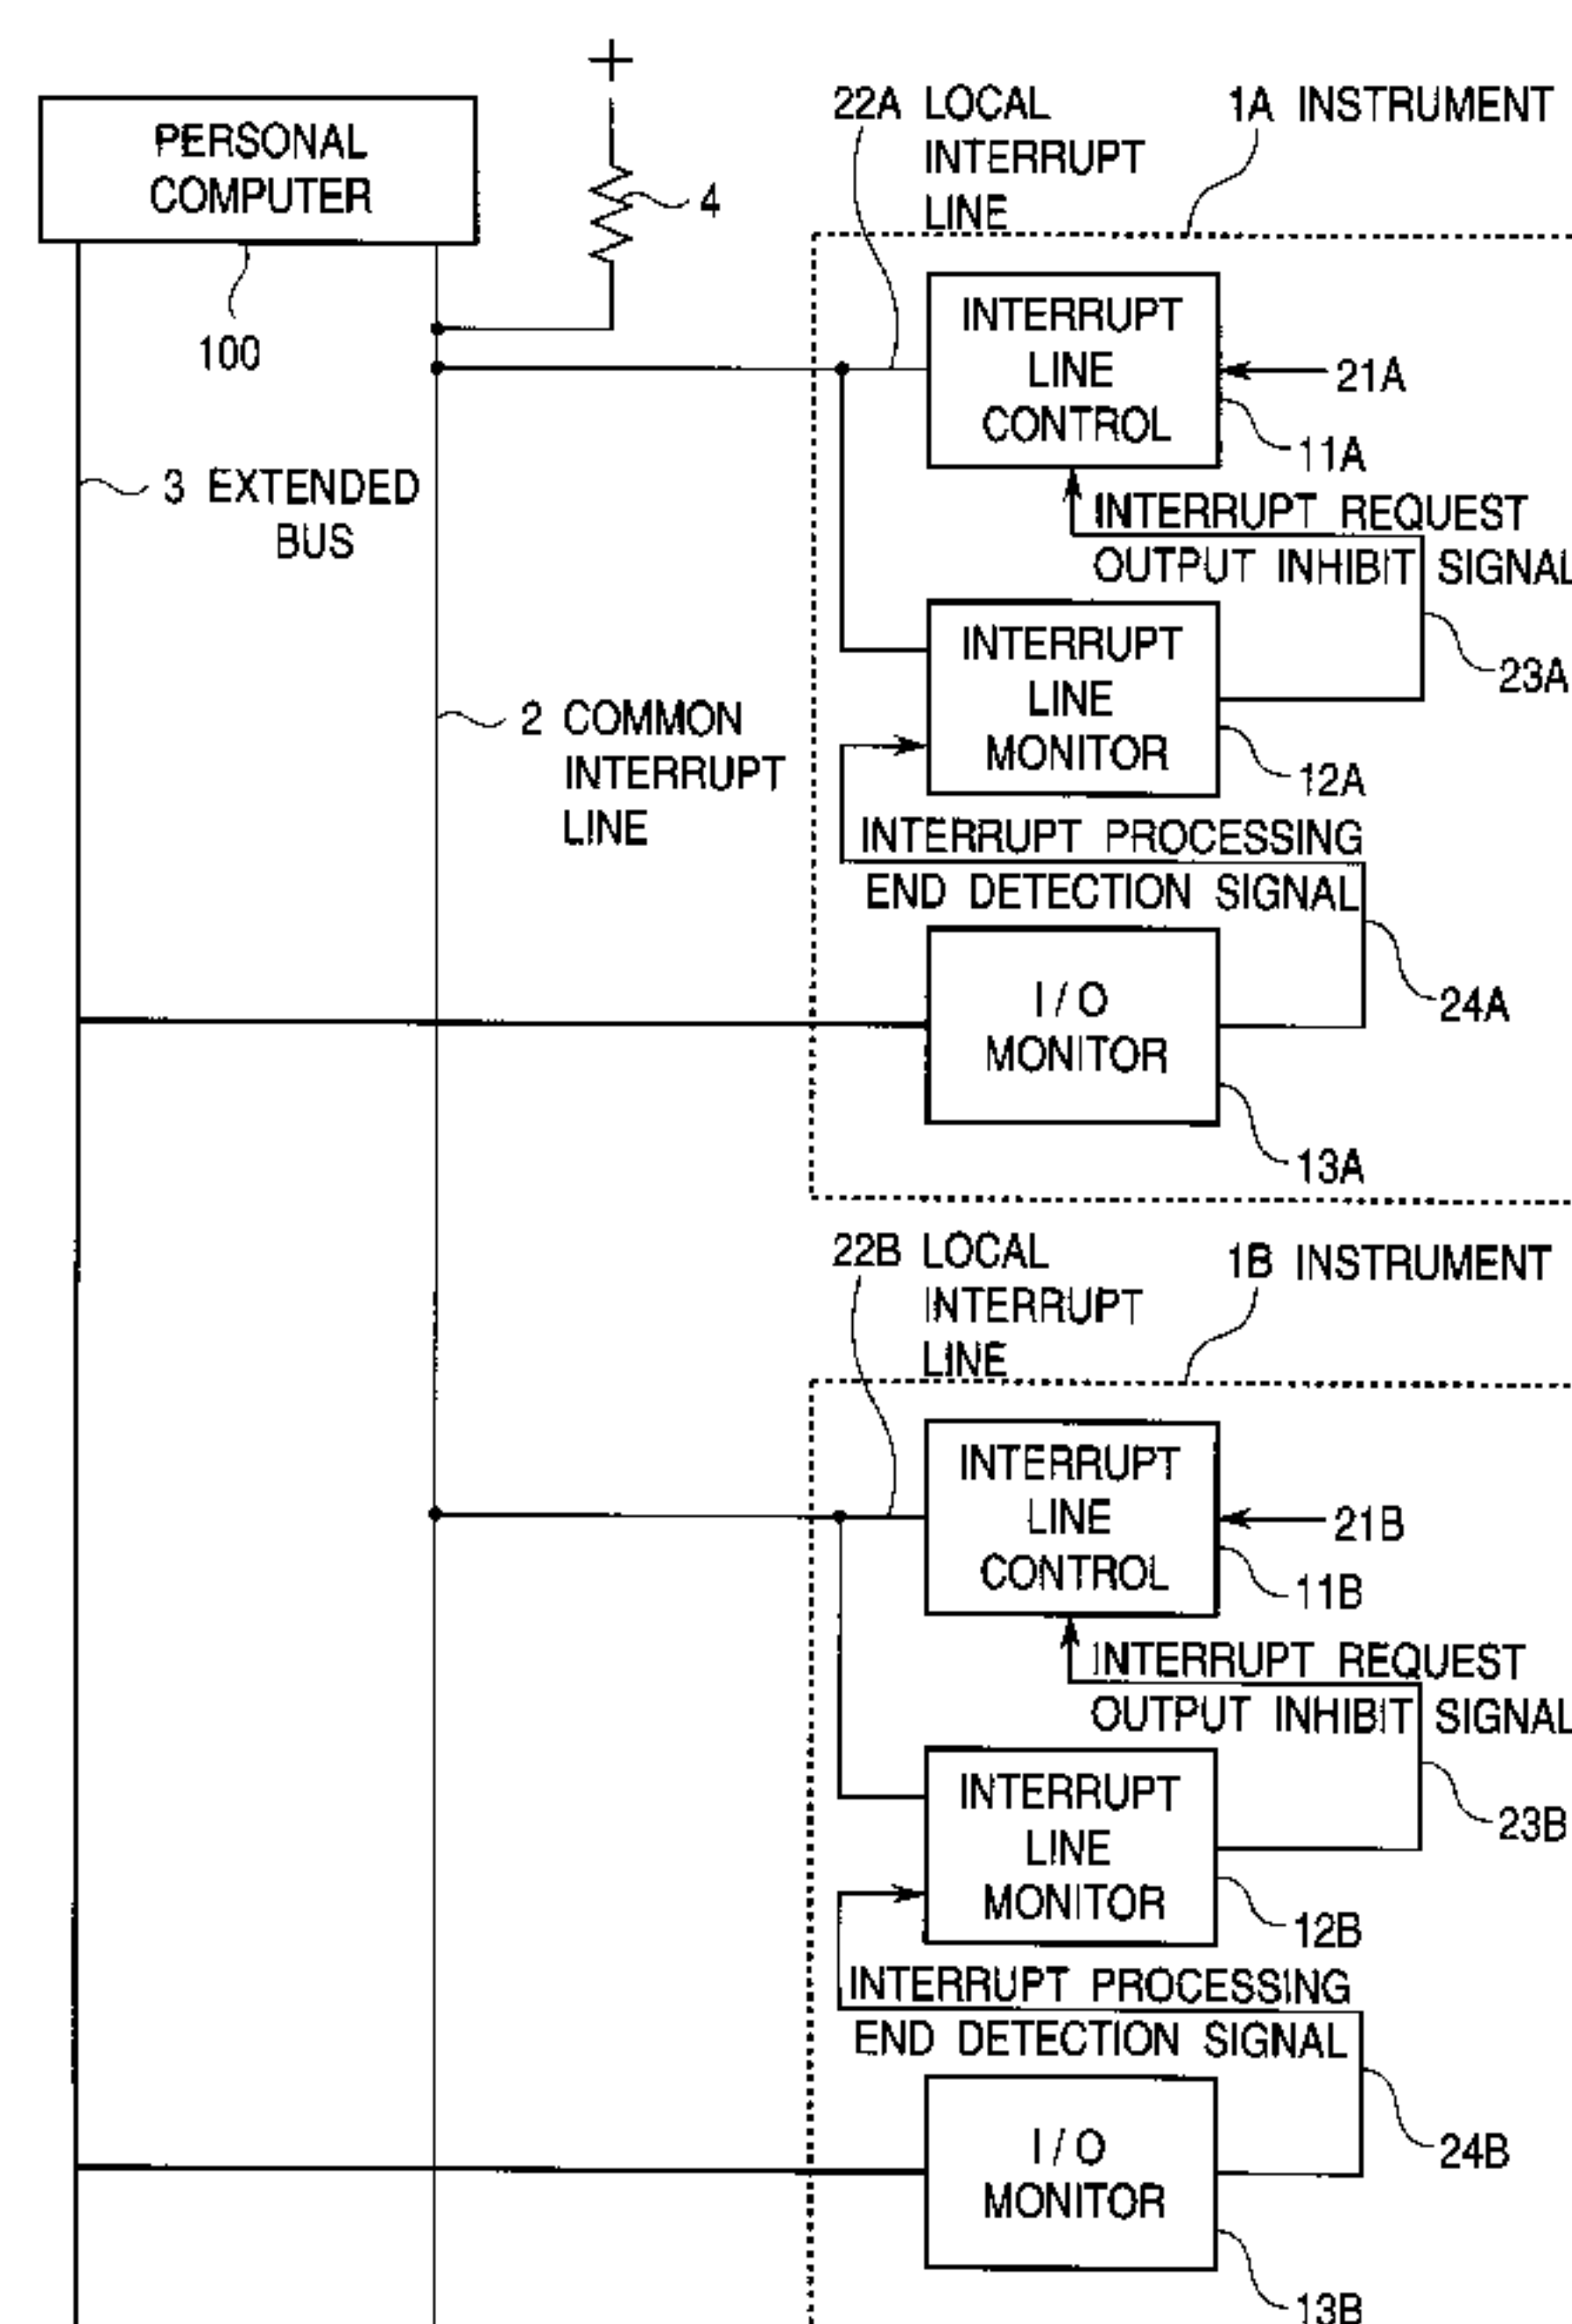 +
PERSONAL
COMPUTER
100
4
3 EXTENDED
BUS
2 COMMON
INTERRUPT
LINE
22A LOCAL
INTERRUPT
LINE
1A INSTRUMENT
INTERRUPT
LINE
CONTROL
21A
11A
INTERRUPT REQUEST
OUTPUT INHIBIT SIGNAL
23A
INTERRUPT
LINE
MONITOR
12A
INTERRUPT PROCESSING
END DETECTION SIGNAL
24A
I/O
MONITOR
13A
22B LOCAL
INTERRUPT
LINE
1B INSTRUMENT
INTERRUPT
LINE
CONTROL
21B
11B
INTERRUPT REQUEST
OUTPUT INHIBIT SIGNAL
23B
INTERRUPT
LINE
MONITOR
12B
INTERRUPT PROCESSING
END DETECTION SIGNAL
24B
I/O
MONITOR
13B